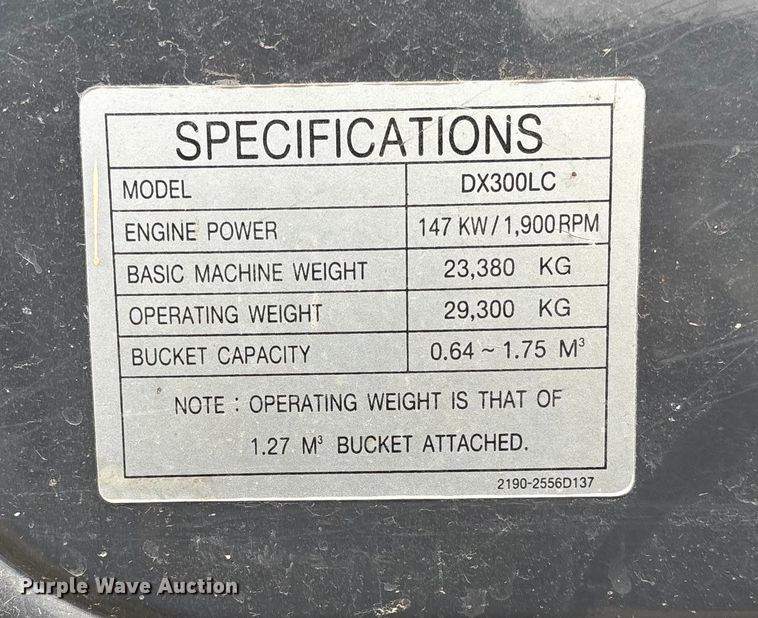 SPECIFICATIONS
MODEL DX300LC
ENGINE POWER 147 KW / 1,900 RPM
BASIC MACHINE WEIGHT 23,380 KG
OPERATING WEIGHT 29,300 KG
BUCKET CAPACITY 0.64 ~ 1.75 M³
NOTE : OPERATING WEIGHT IS THAT OF
1.27 M³ BUCKET ATTACHED.
2190-2556D137
Purple Wave Auction